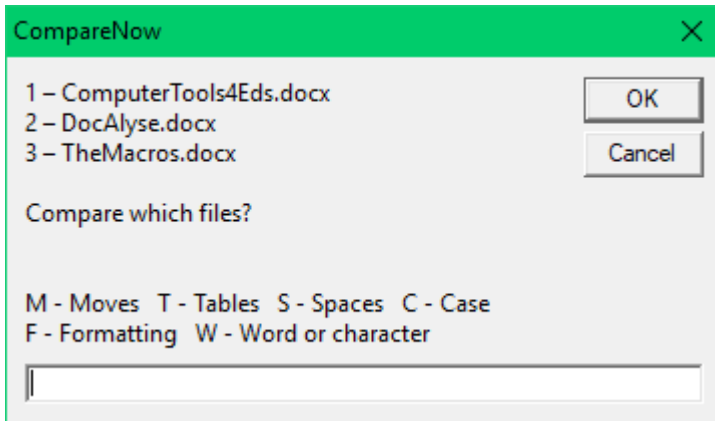 CompareNow
1 – ComputerTools4Eds.docx
2 – DocAlyse.docx
3 – TheMacros.docx
OK
Cancel
Compare which files?
M - Moves T - Tables S - Spaces C - Case
F - Formatting W - Word or character